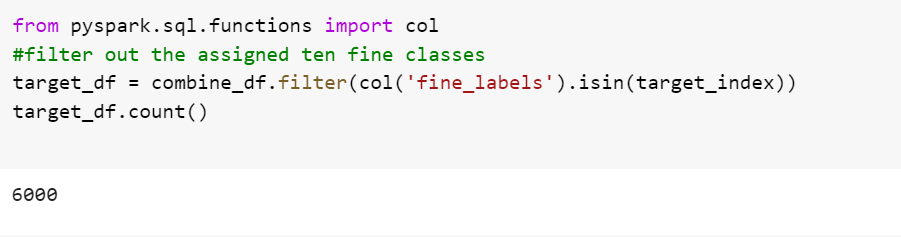 from pyspark.sql.functions import col
#filter out the assigned ten fine classes
target_df = combine_df.filter(col('fine_labels').isin(target_index))
target_df.count()
6000